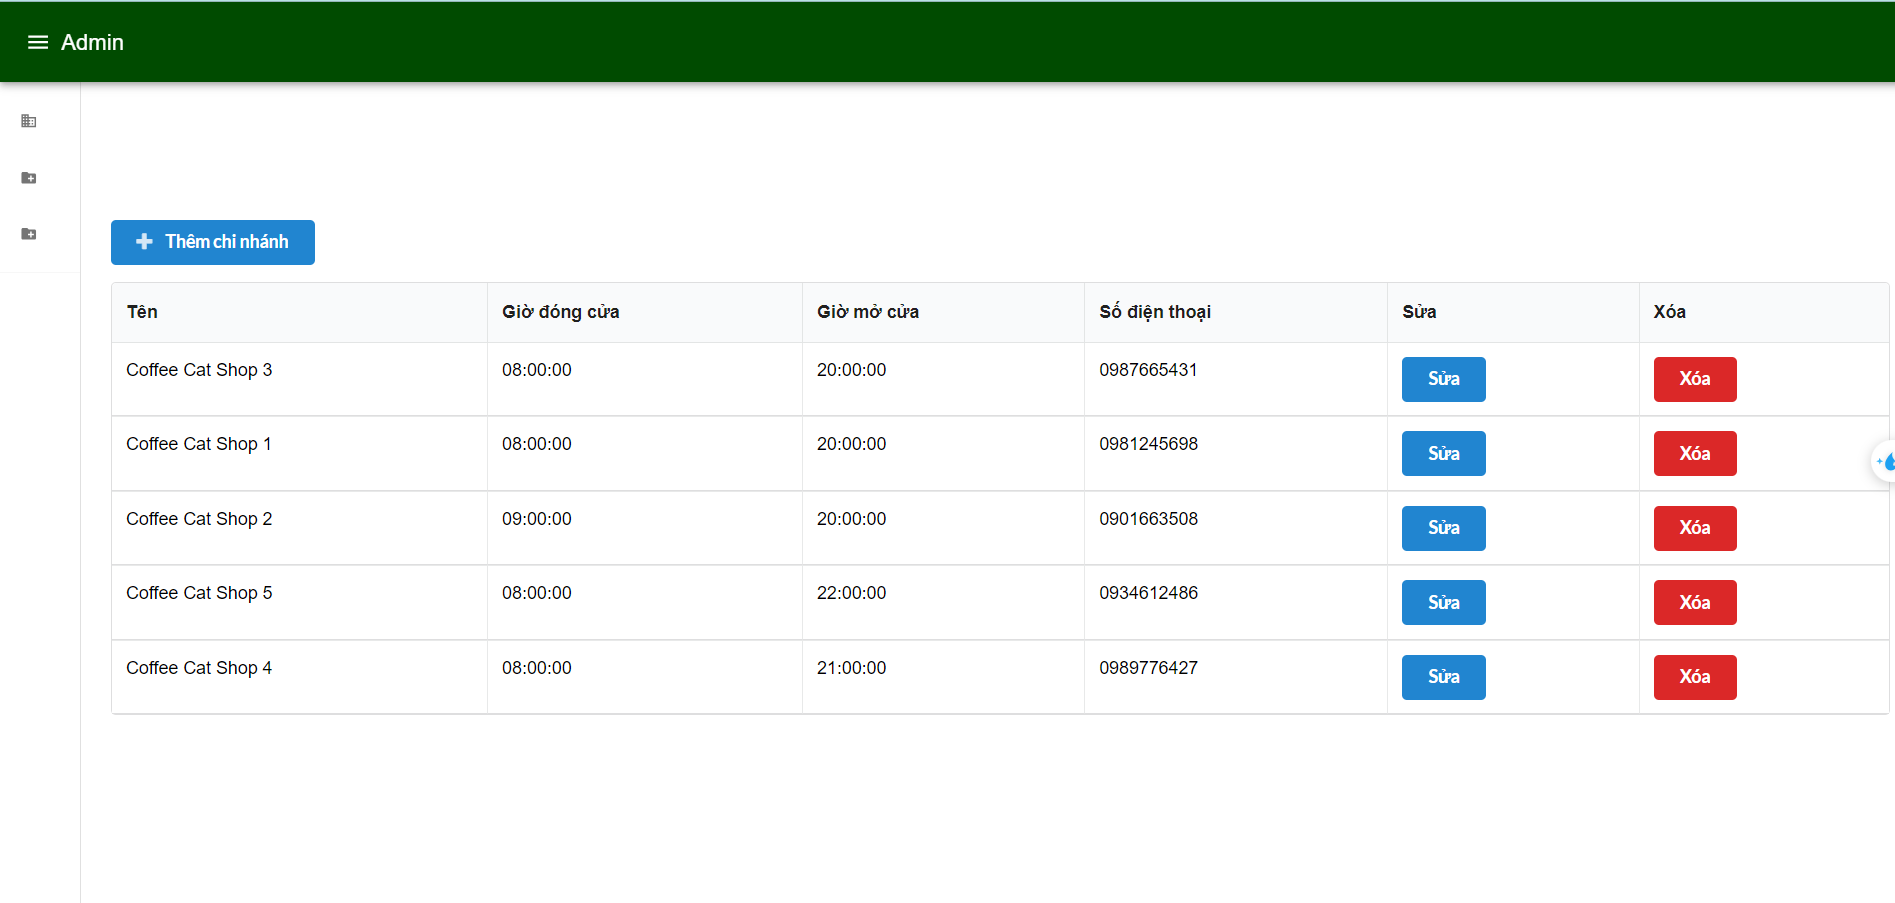 Admin
Thêm chi nhánh
Tên Giờ đóng cửa Giờ mở cửa Số điện thoại Sửa Xóa
Coffee Cat Shop 3 08:00:00 20:00:00 0987665431 Sửa Xóa
Coffee Cat Shop 1 08:00:00 20:00:00 0981245698 Sửa Xóa
Coffee Cat Shop 2 09:00:00 20:00:00 0901663508 Sửa Xóa
Coffee Cat Shop 5 08:00:00 22:00:00 0934612486 Sửa Xóa
Coffee Cat Shop 4 08:00:00 21:00:00 0989776427 Sửa Xóa